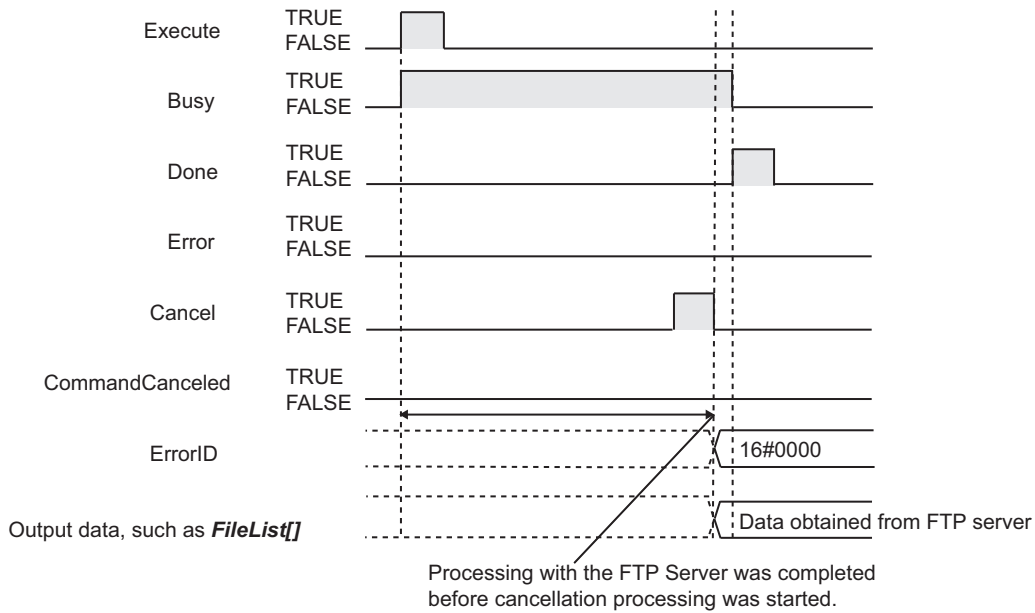 Execute TRUE
FALSE
Busy TRUE
FALSE
Done TRUE
FALSE
Error TRUE
FALSE
Cancel TRUE
FALSE
CommandCanceled TRUE
FALSE
ErrorID 16#0000
Output data, such as FileList[] Data obtained from FTP server
Processing with the FTP Server was completed
before cancellation processing was started.